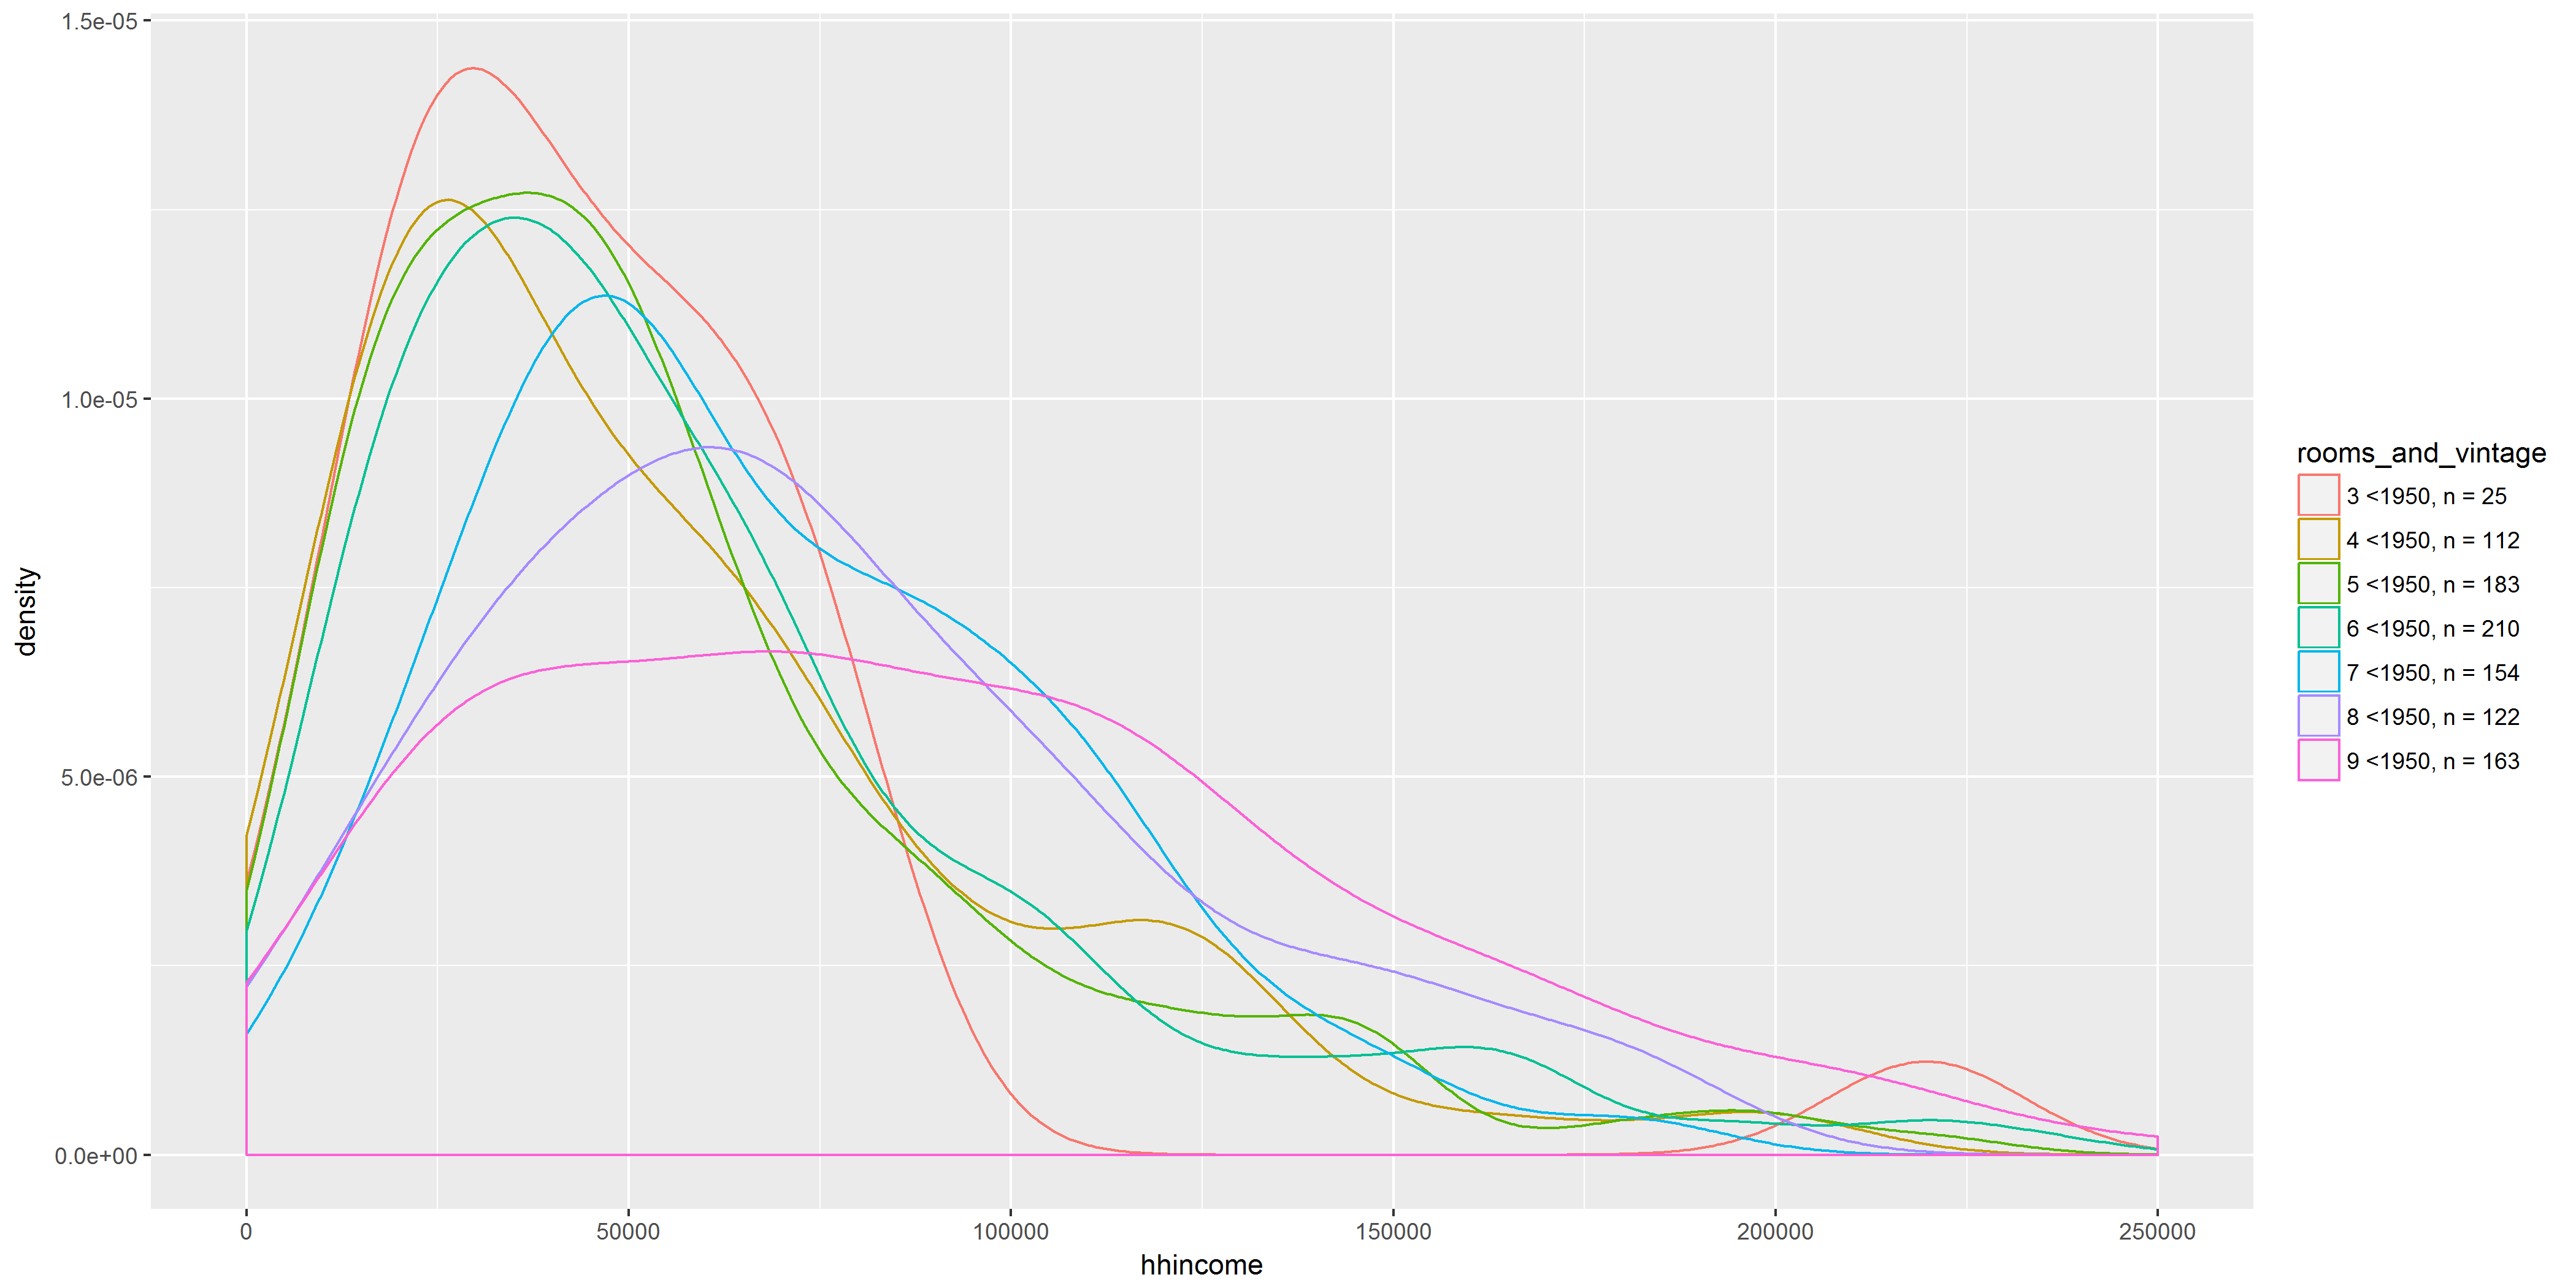 1.5e-05
1.0e-05
5.0e-06
0.0e+00
density
0 50000 100000 150000 200000 250000
hhincome
rooms_and_vintage
3 <1950, n = 25
4 <1950, n = 112
5 <1950, n = 183
6 <1950, n = 210
7 <1950, n = 154
8 <1950, n = 122
9 <1950, n = 163